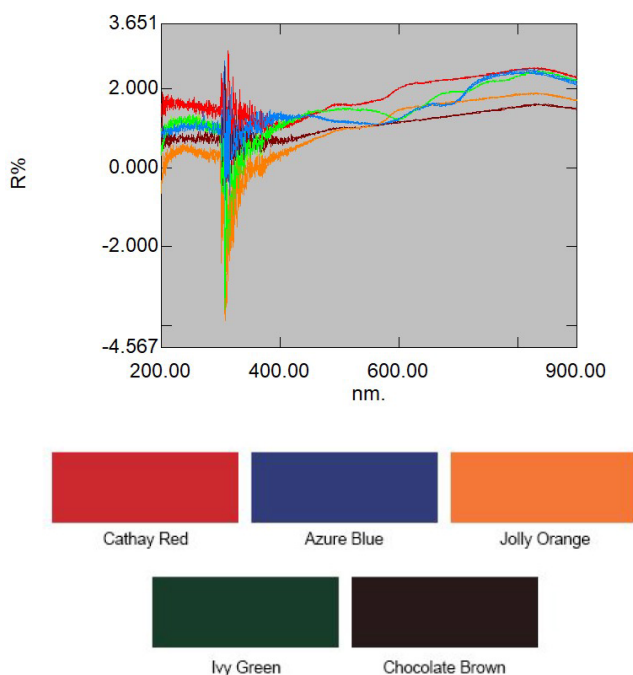 3.651
2.000
0.000
-2.000
-4.567
R%
200.00 400.00 600.00 900.00
nm.
Cathay Red Azure Blue Jolly Orange
Ivy Green Chocolate Brown